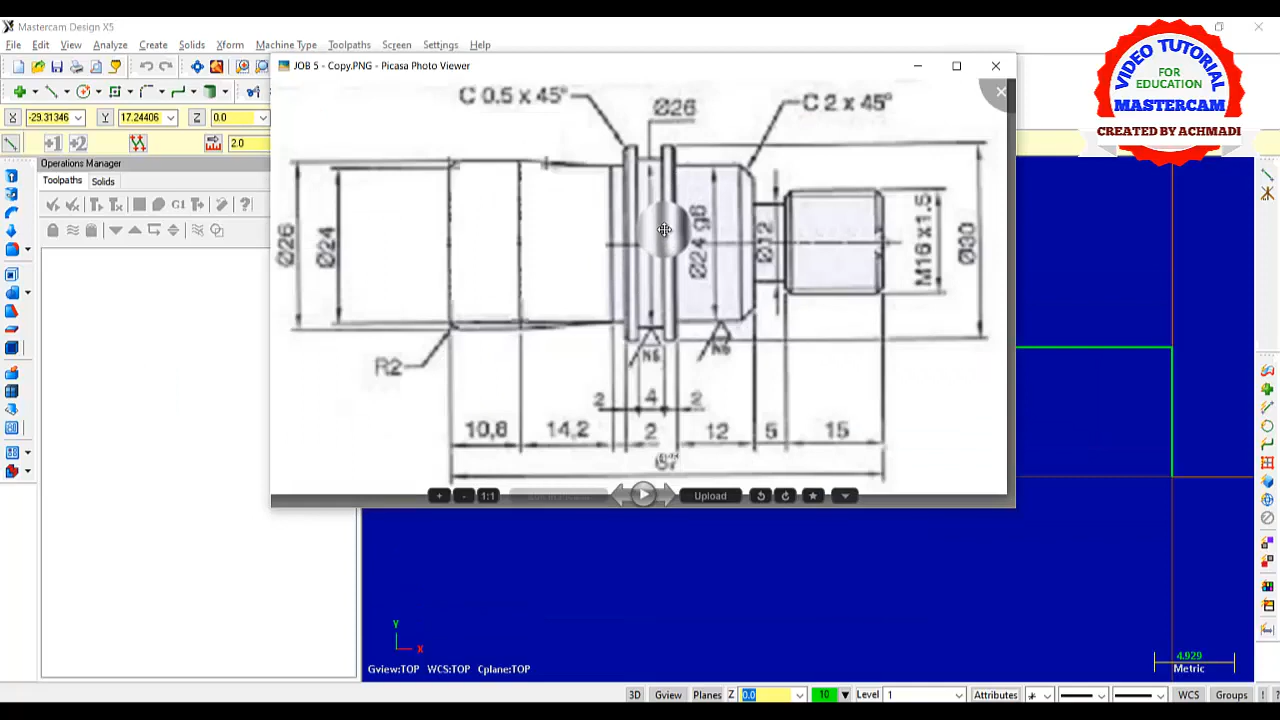 Mastercam Design X5
File Edit View Analyze Create Solids Xform Machine Type Toolpaths Screen Settings Help
VIDEO TUTORIAL
FOR
EDUCATION
MASTERCAM
CREATED BY ACHMADI
JOB 5 - Copy.PNG - Picasa Photo Viewer
X -29.31346 Y 17.24406 Z 0.0
+1 +2 2.0
Operations Manager
Toolpaths Solids
G1
C 0.5 x 45° Ø26 C 2 x 45°
Ø26 Ø24 Ø24 g6 Ø12 M16 x1.5 Ø30
R2 N6 N6
2 4 2
10,8 14,2 2 12 5 15
67
+ - 1:1 Upload
Y
X
Gview:TOP WCS:TOP Cplane:TOP
4.929
Metric
3D Gview Planes Z 0.0 10 Level 1 Attributes WCS Groups ! ?